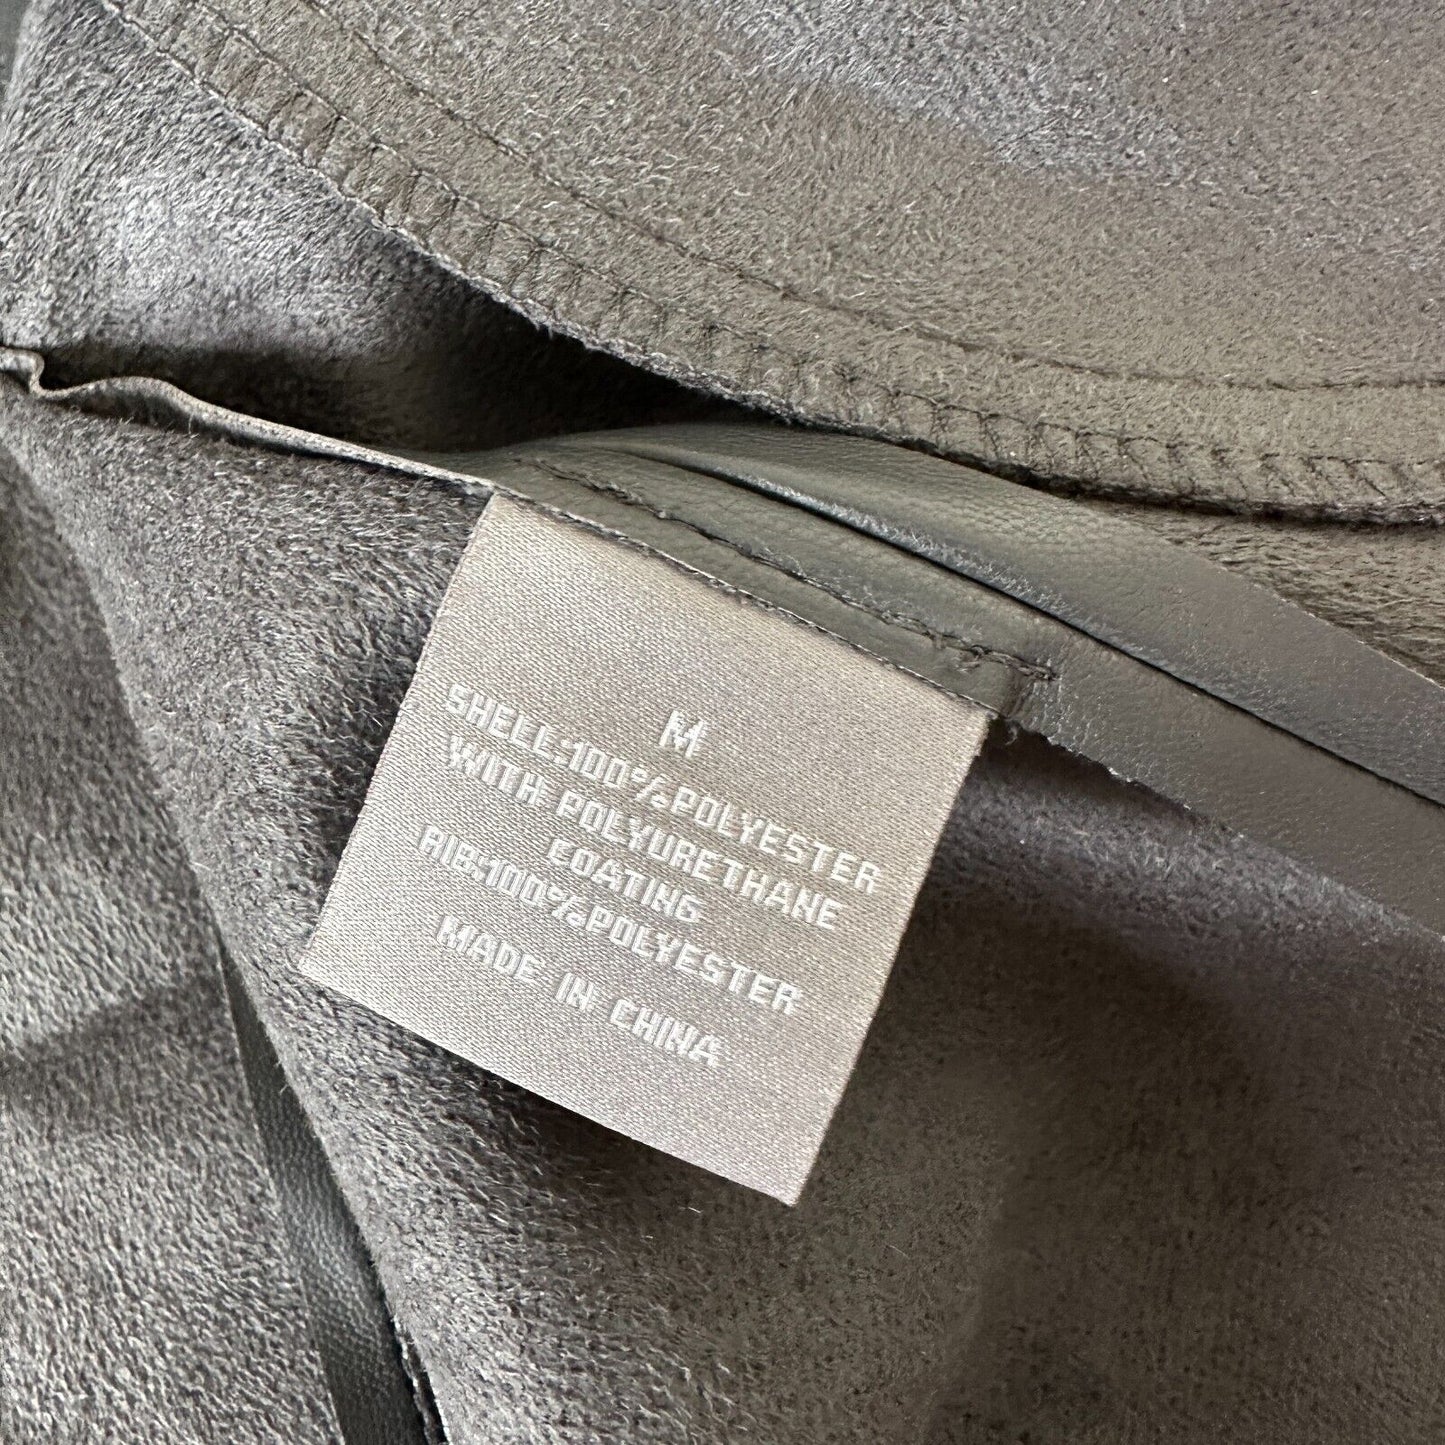 M
SHELL:100%POLYESTER
WITH POLYURETHANE
COATING
RIB:100%POLYESTER
MADE IN CHINA